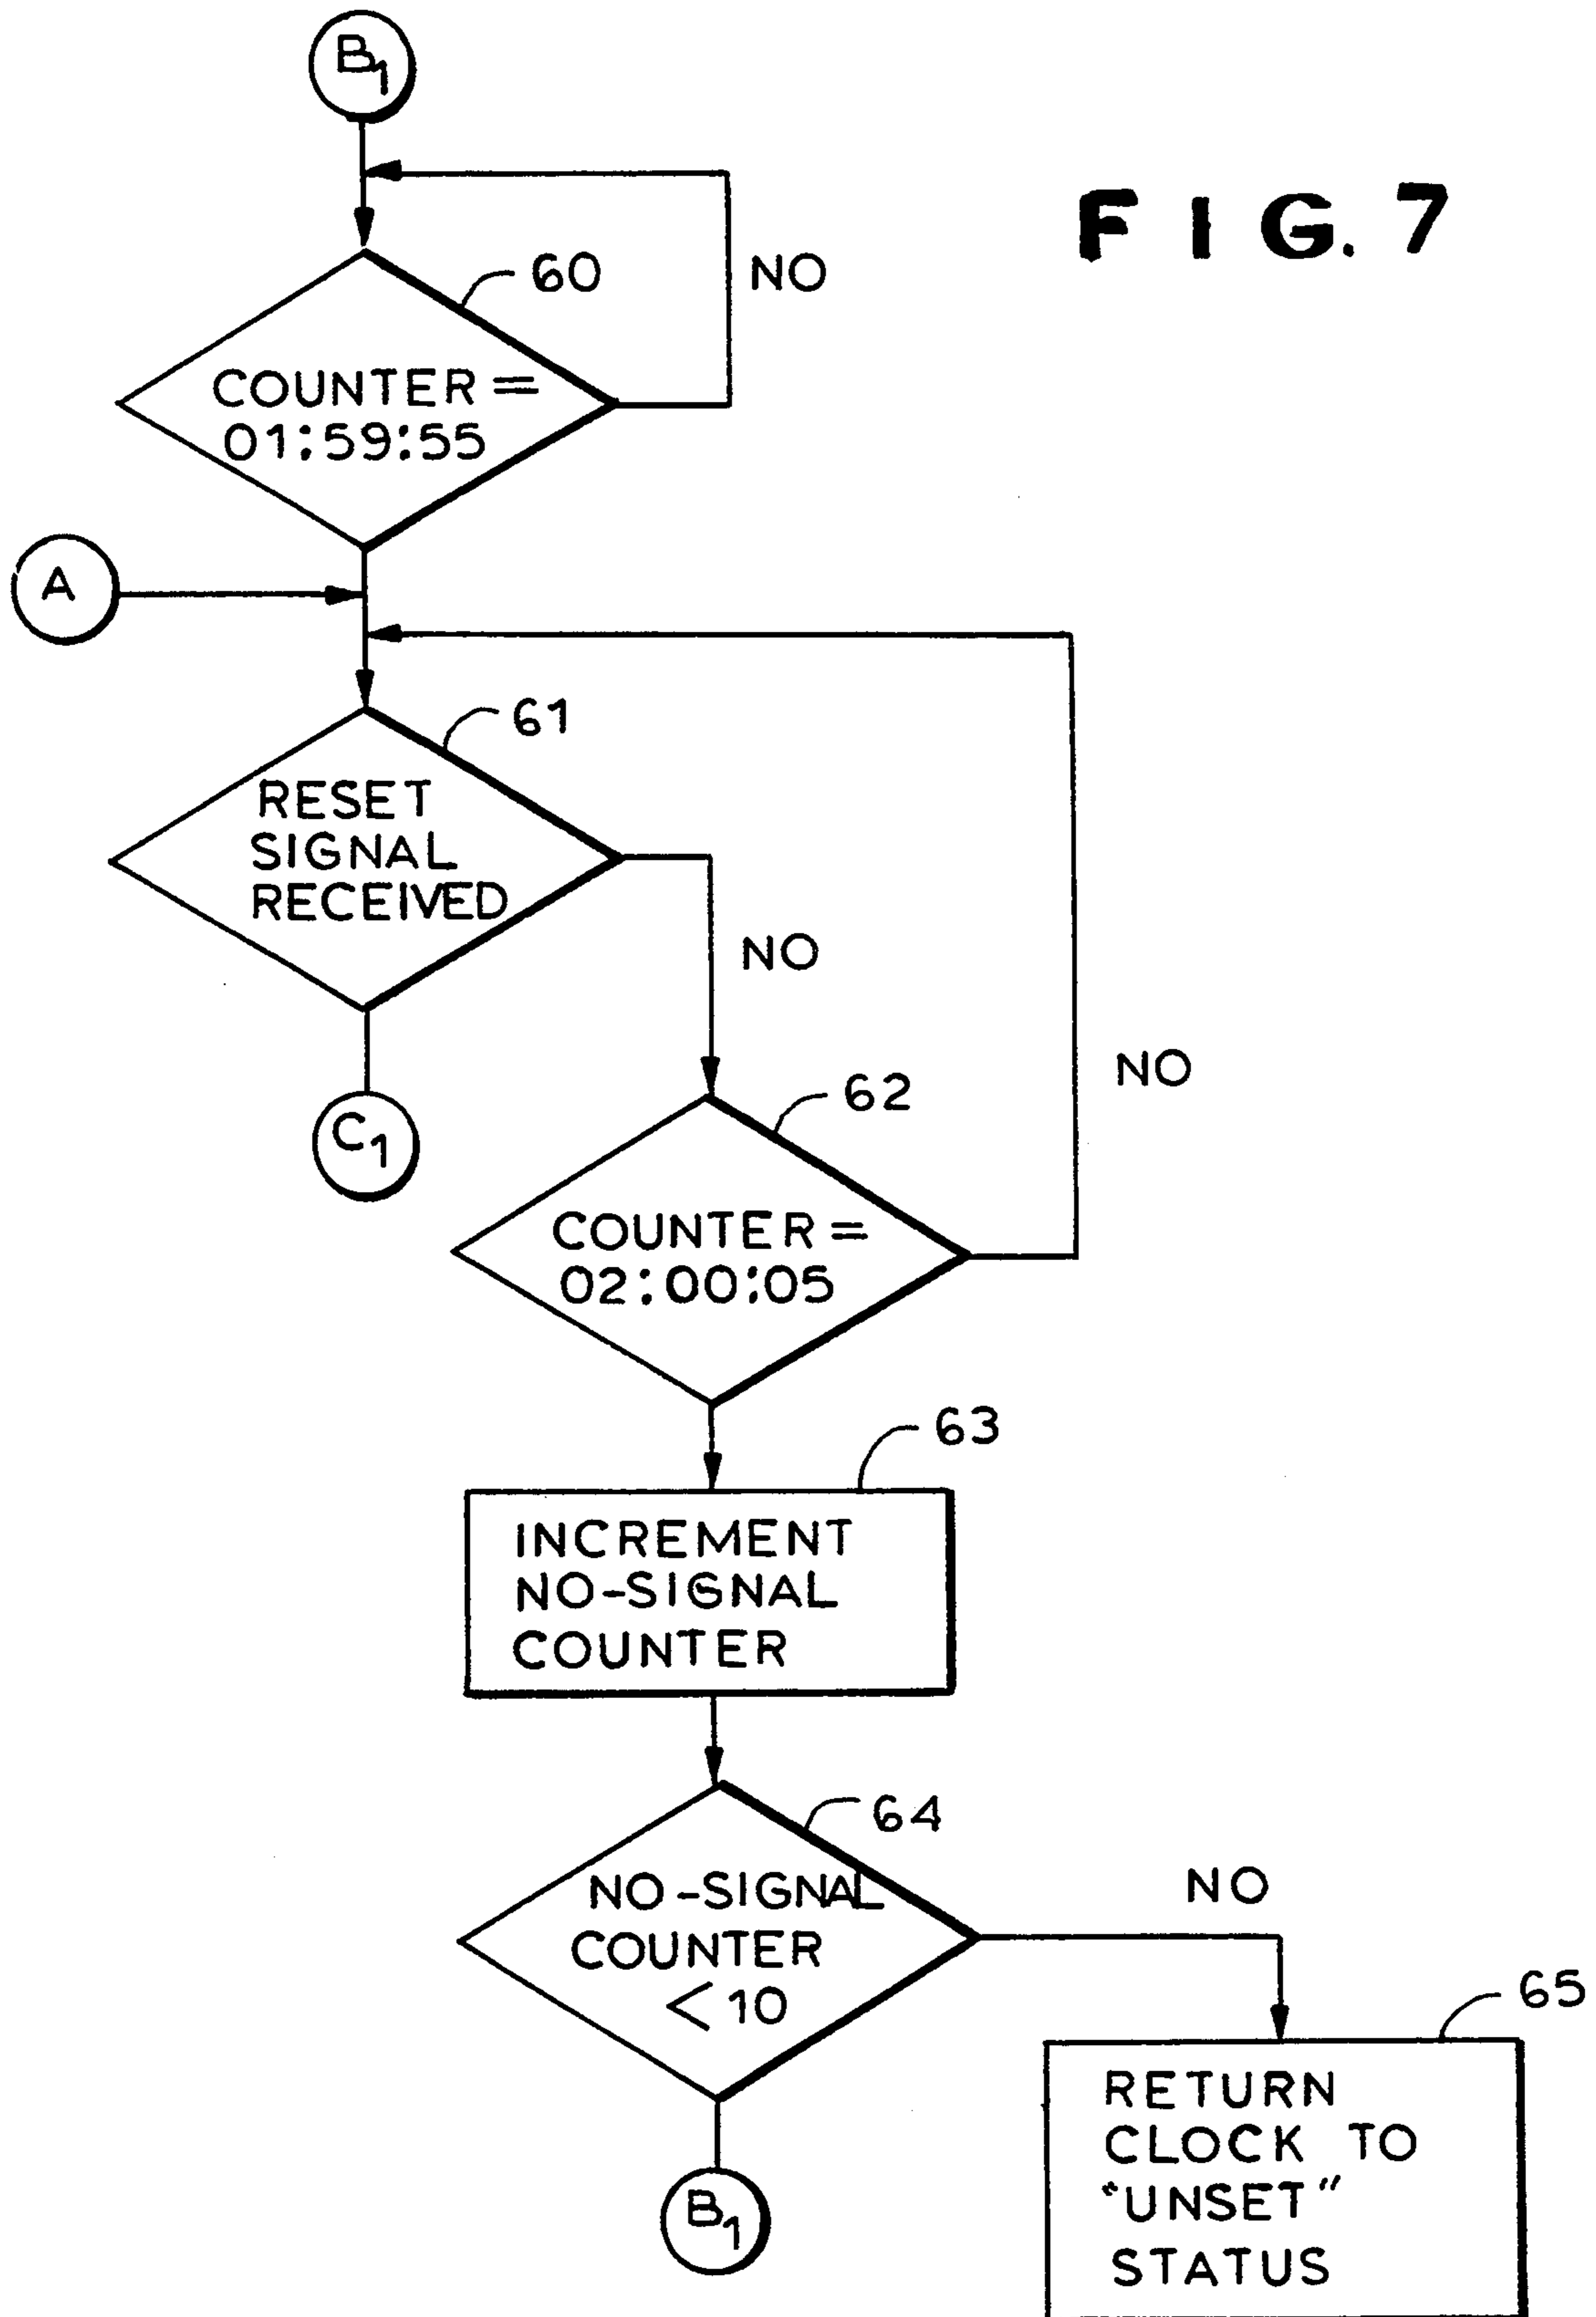 B1
FIG. 7
60
NO
COUNTER =
01:59:55
A
61
RESET
SIGNAL
RECEIVED
NO
NO
C1
62
COUNTER =
02:00:05
63
INCREMENT
NO-SIGNAL
COUNTER
64
NO-SIGNAL
COUNTER
<10
NO
65
RETURN
CLOCK TO
"UNSET"
STATUS
B1